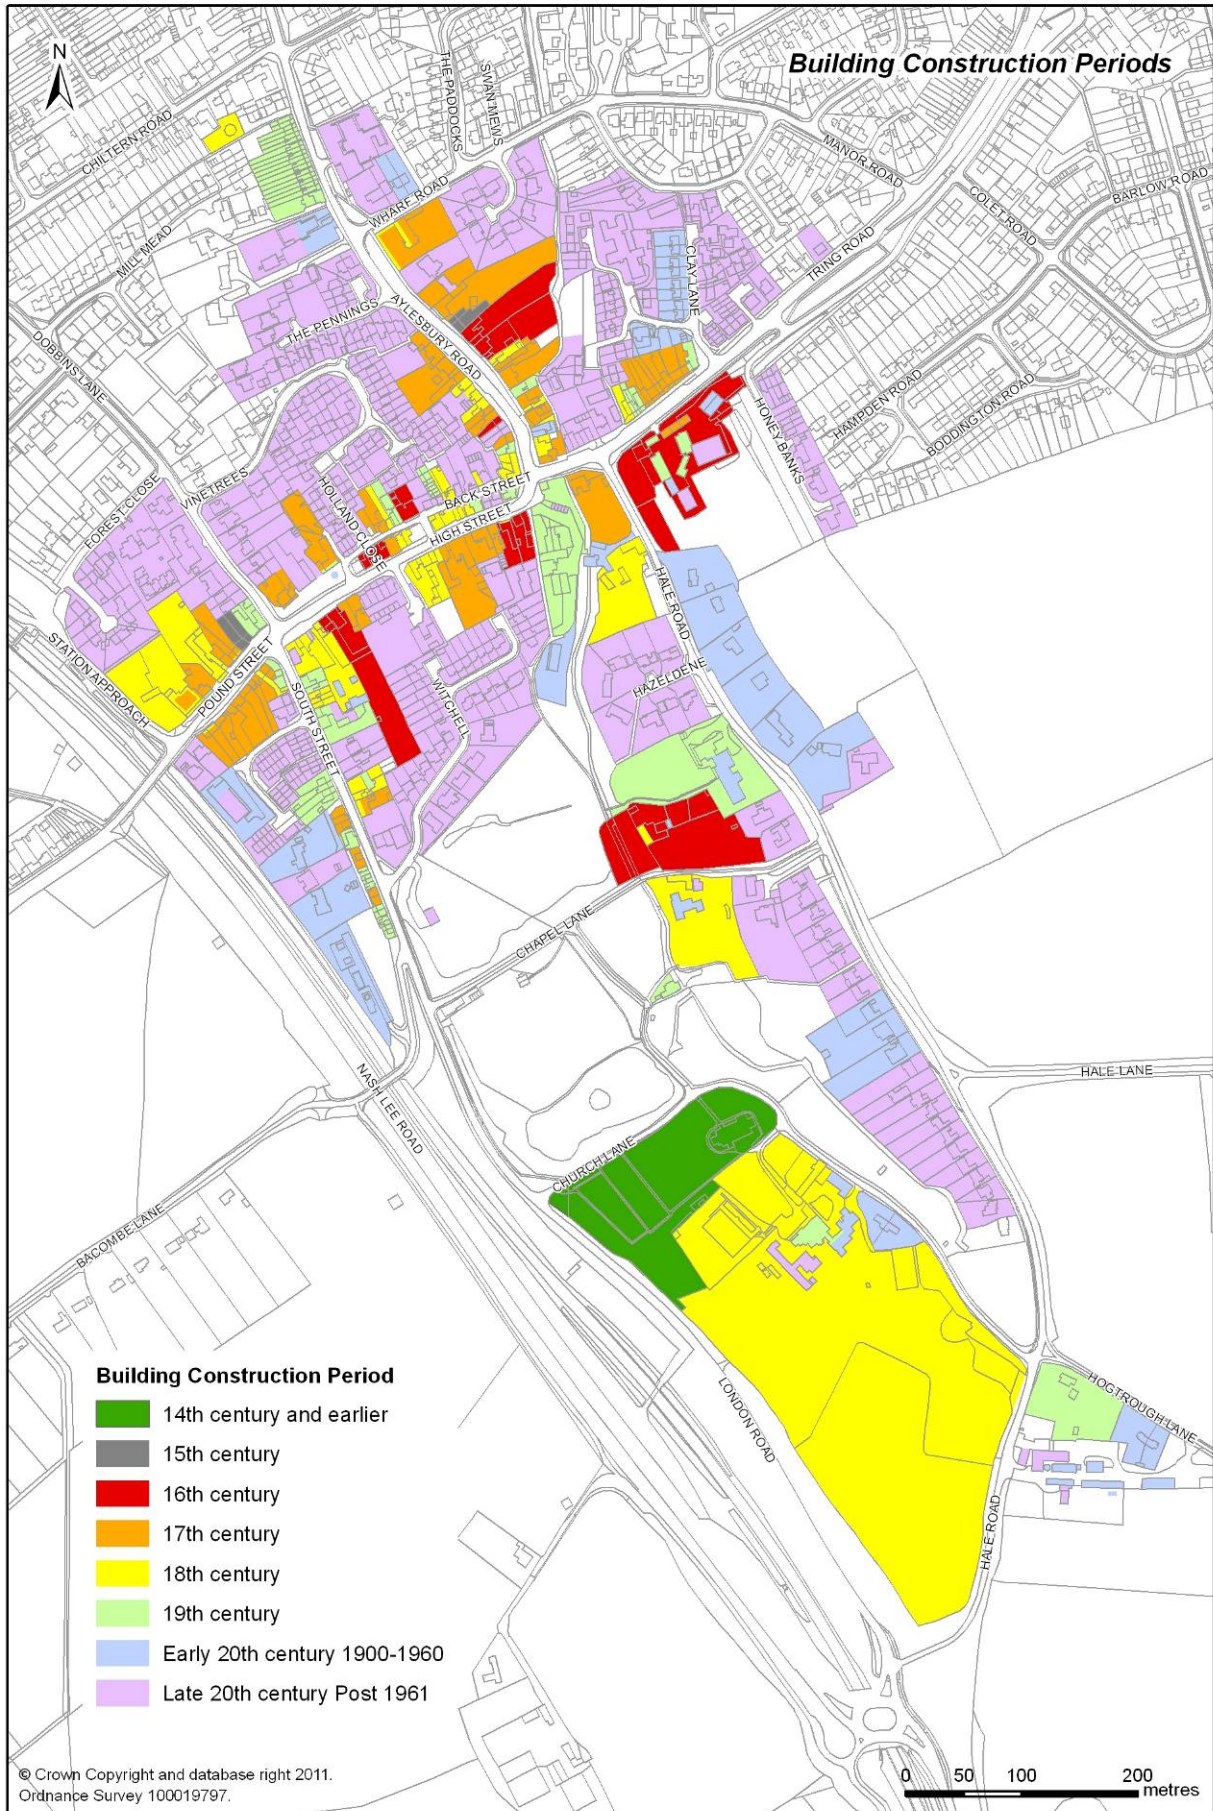 N
Building Construction Periods
THE PADDOCKS
SWAN MEWS
CHILTERN ROAD
MANOR ROAD
BARLOW ROAD
COLET ROAD
WHARF ROAD
MILL MEAD
CLAY LANE
TRING ROAD
THE PENNINGS
AYLESBURY ROAD
DOBBINS LANE
HAMPDEN ROAD
BODDINGTON ROAD
HONEY BANKS
FOREST CLOSE
VINETREES
HOLLAND CLOSE
BACK STREET
HIGH STREET
HALE ROAD
STATION APPROACH
POUND STREET
SOUTH STREET
WITCHELL
HAZELDENE
CHAPEL LANE
NASH LEE ROAD
HALE LANE
CHURCH LANE
BACOMBE LANE
LONDON ROAD
HOGTROUGH LANE
HALE ROAD
Building Construction Period
14th century and earlier
15th century
16th century
17th century
18th century
19th century
Early 20th century 1900-1960
Late 20th century Post 1961
© Crown Copyright and database right 2011.
Ordnance Survey 100019797.
0 50 100 200
metres